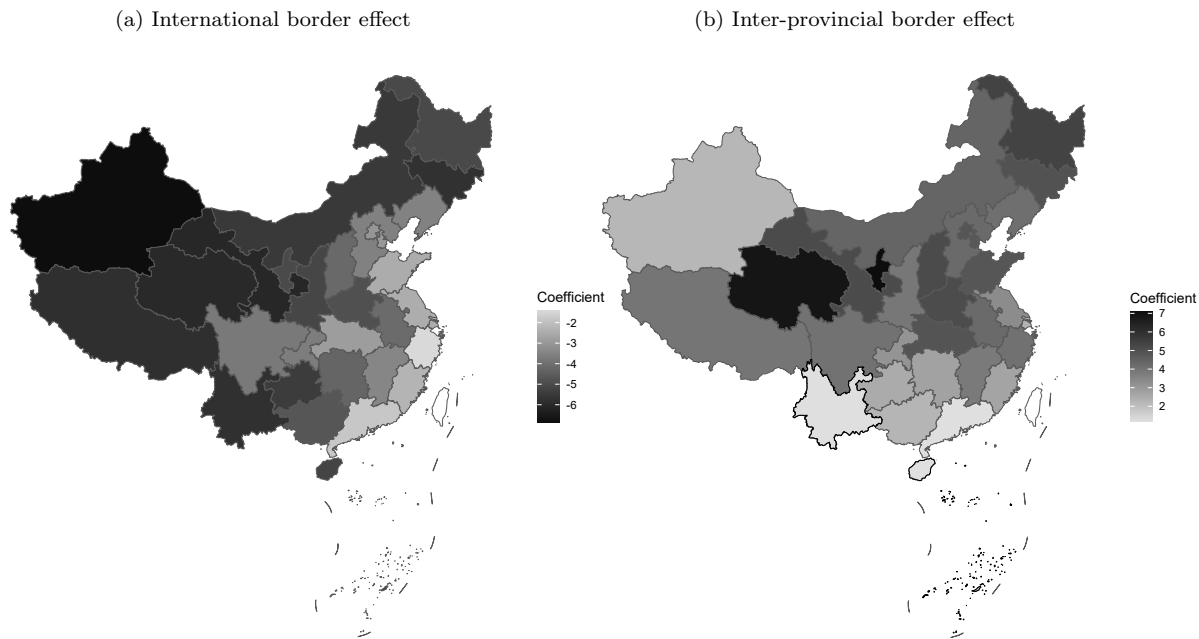 (a) International border effect
(b) Inter-provincial border effect
Coefficient
-2
-3
-4
-5
-6
Coefficient
7
6
5
4
3
2